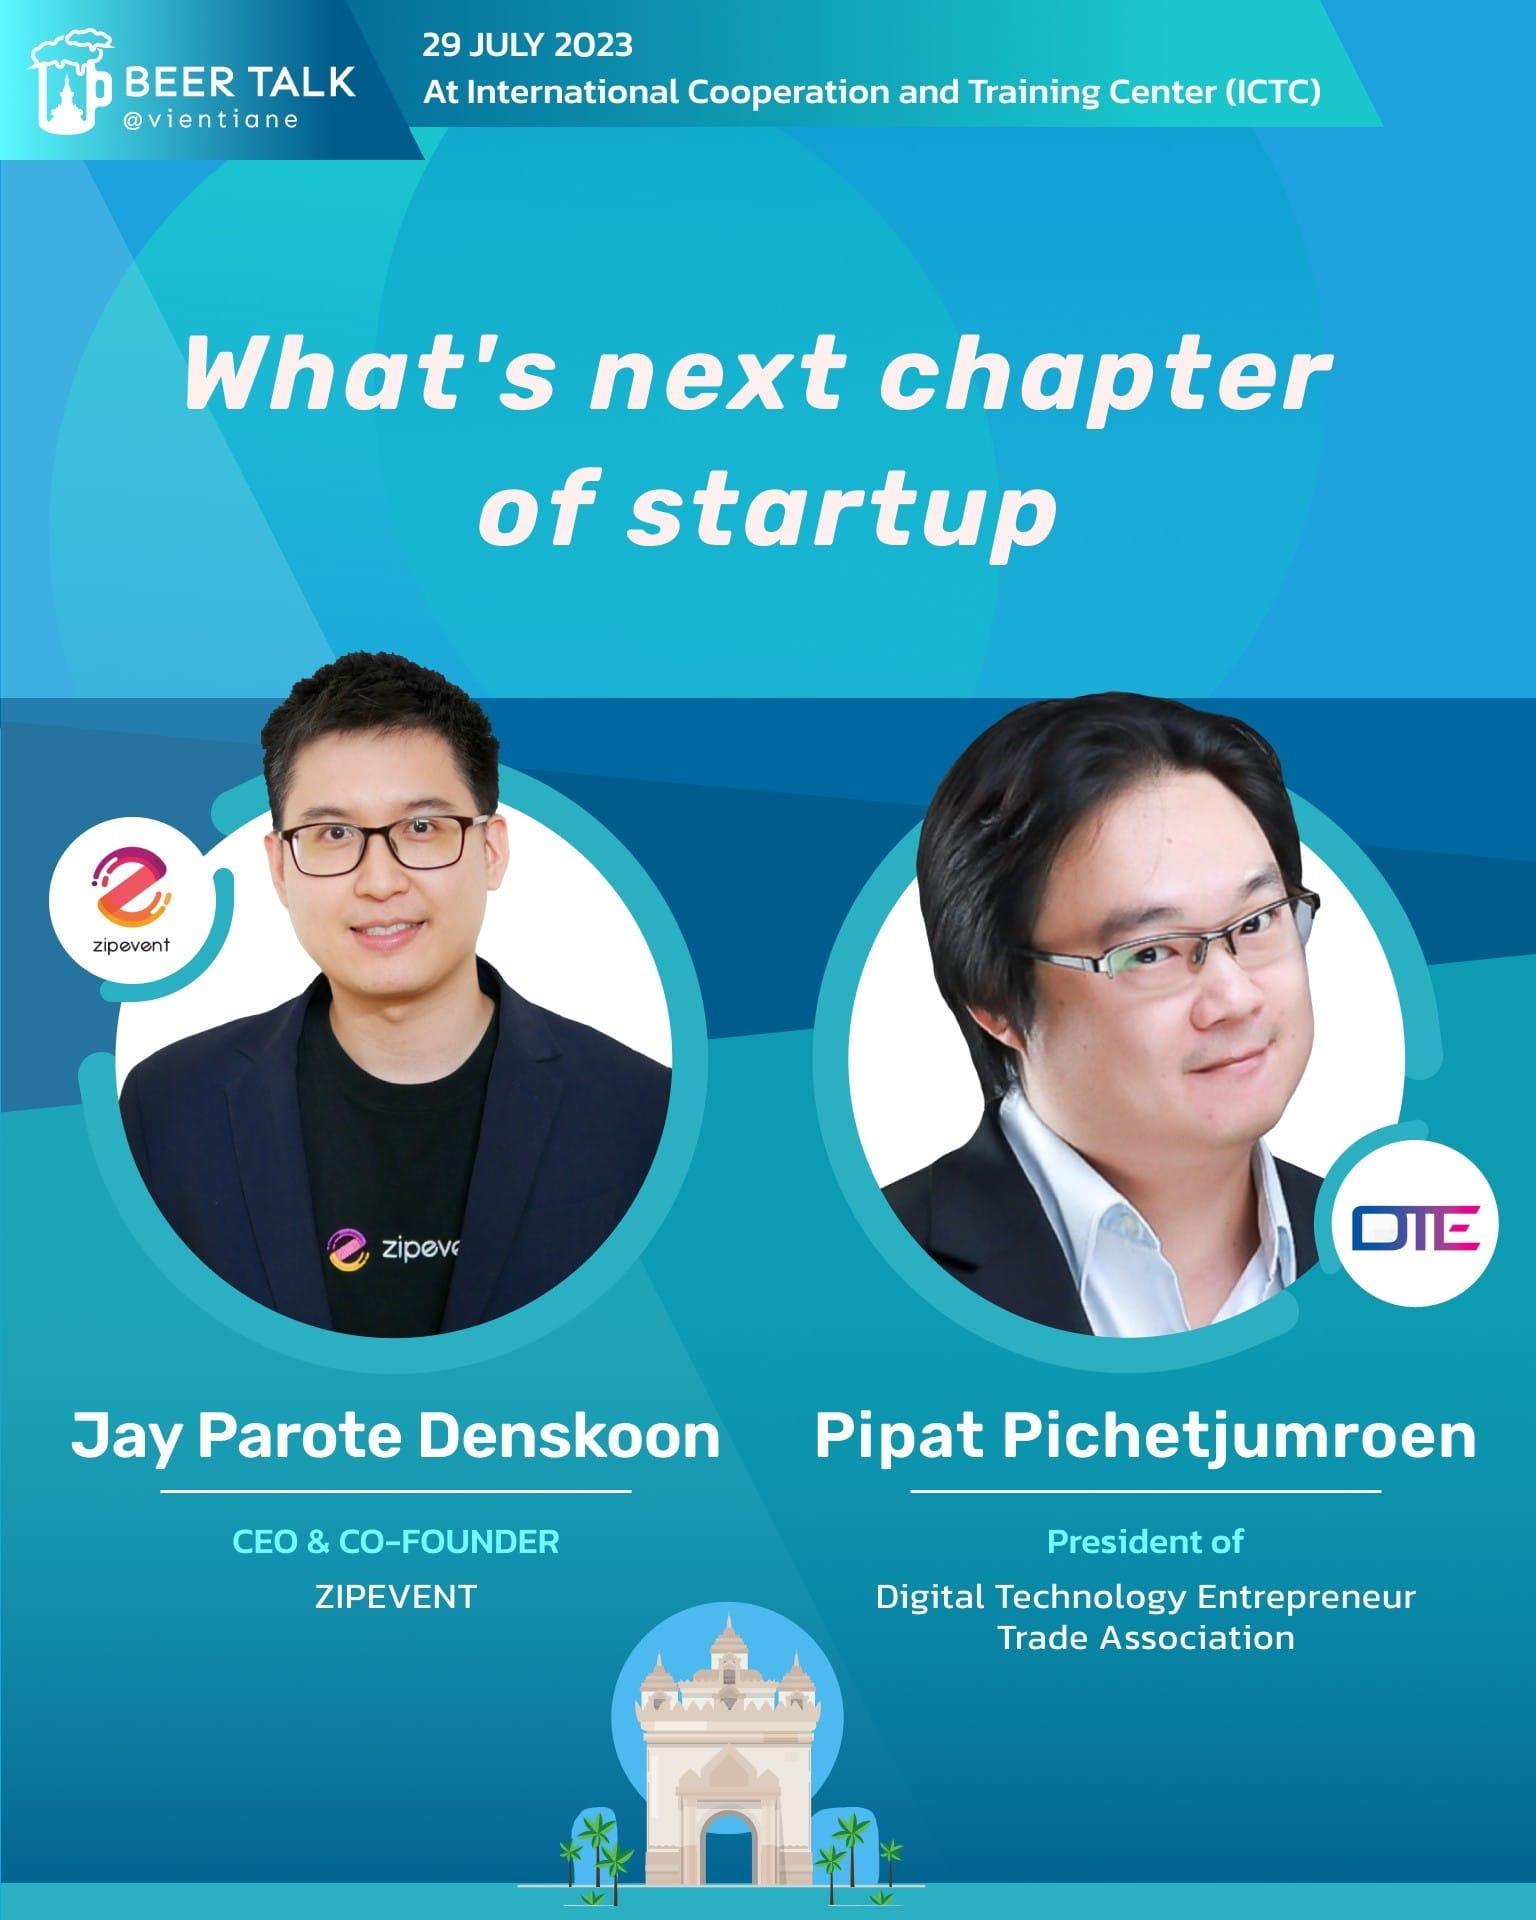 BEER TALK
@vientiane
29 JULY 2023
At International Cooperation and Training Center (ICTC)
What's next chapter
of startup
zipevent
zipeve
DTE
Jay Parote Denskoon
Pipat Pichetjumroen
CEO & CO-FOUNDER
ZIPEVENT
President of
Digital Technology Entrepreneur
Trade Association